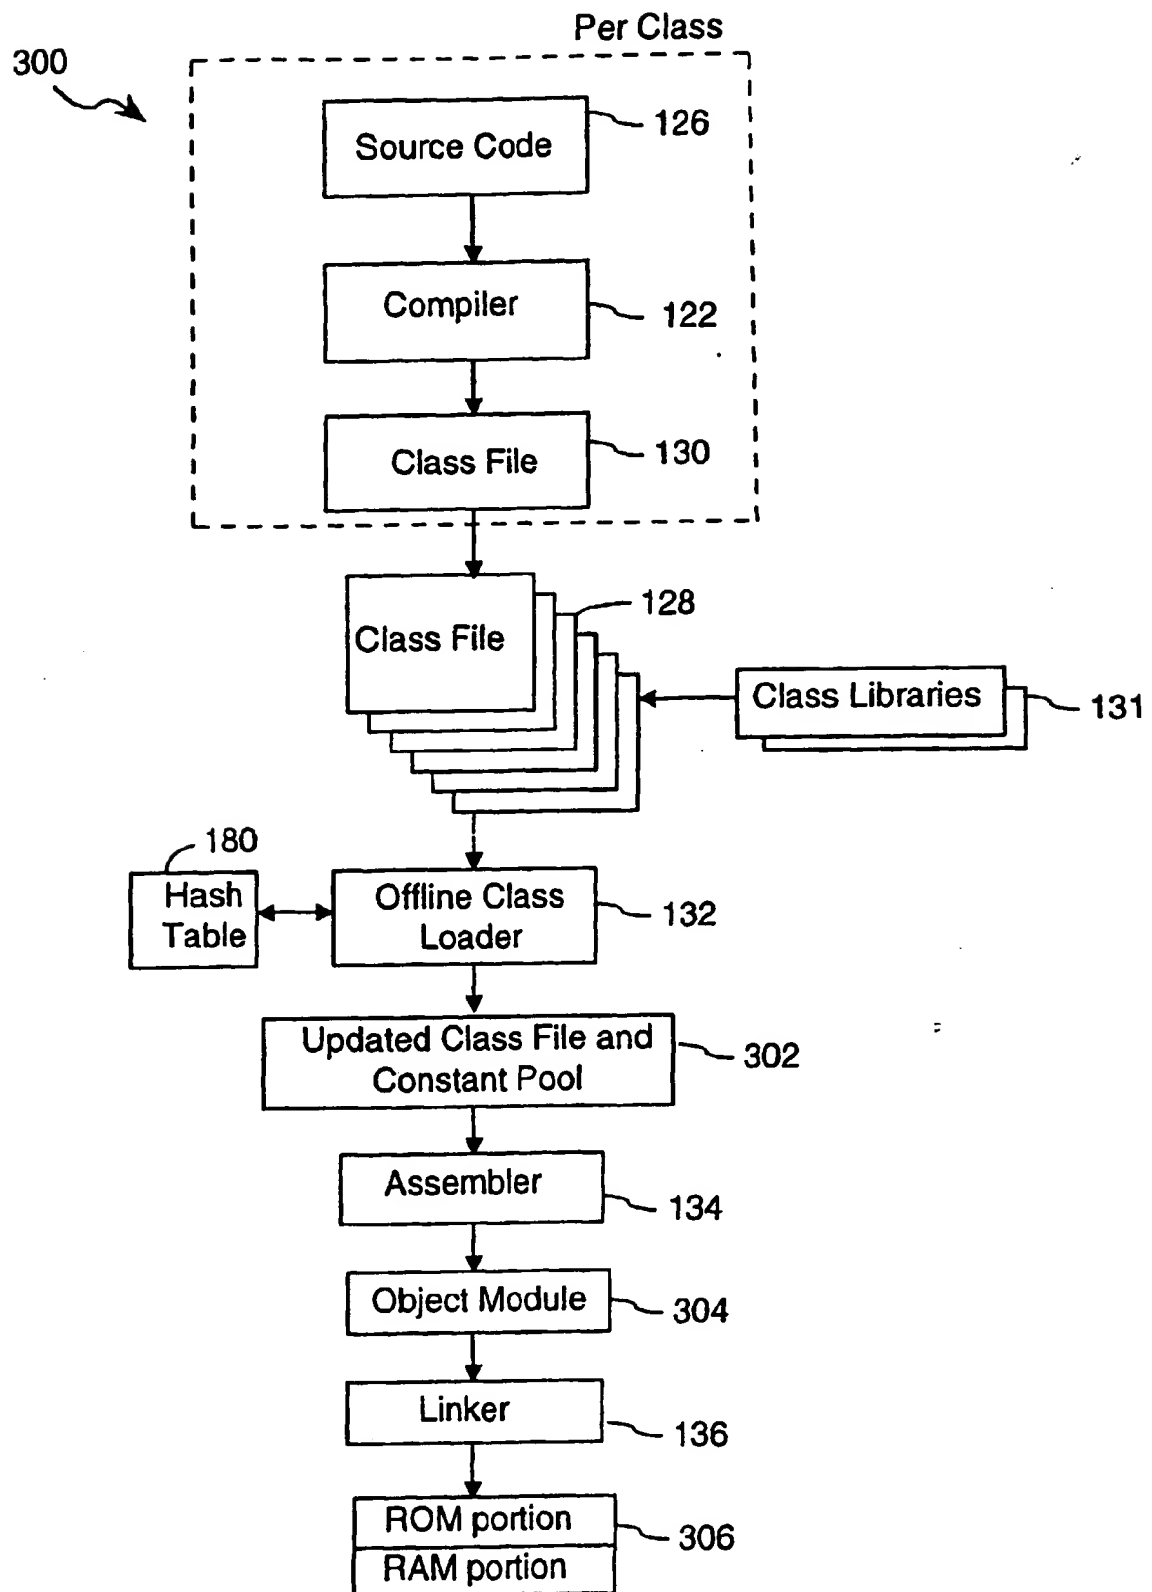 Per Class
300
Source Code
126
Compiler
122
Class File
130
Class File
128
Class Libraries
131
180
Hash
Table
Offline Class
Loader
132
Updated Class File and
Constant Pool
302
Assembler
134
Object Module
304
Linker
136
ROM portion
306
RAM portion